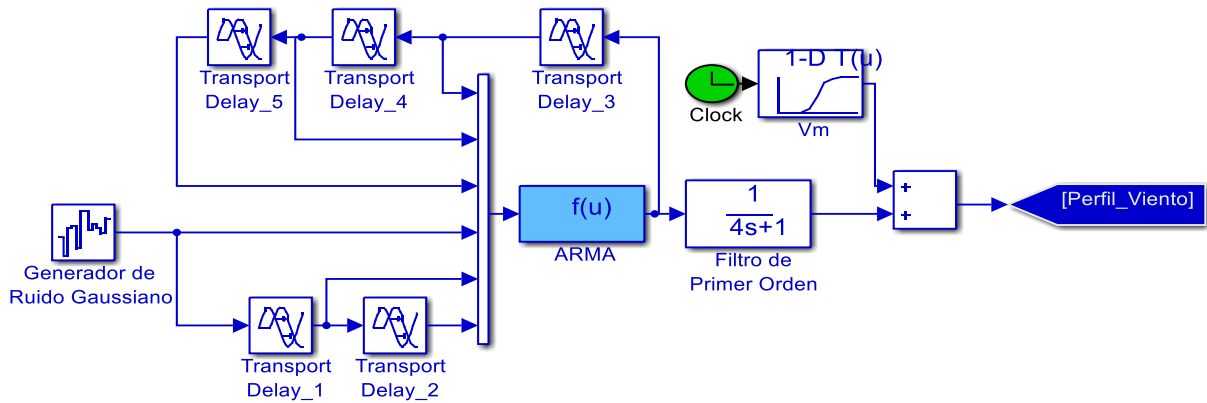 Transport
Delay_5
Transport
Delay_4
Transport
Delay_3
Clock
1-D T(u)
Vm
f(u)
ARMA
1
4s+1
Filtro de
Primer Orden
+
+
[Perfil_Viento]
Generador de
Ruido Gaussiano
Transport
Delay_1
Transport
Delay_2